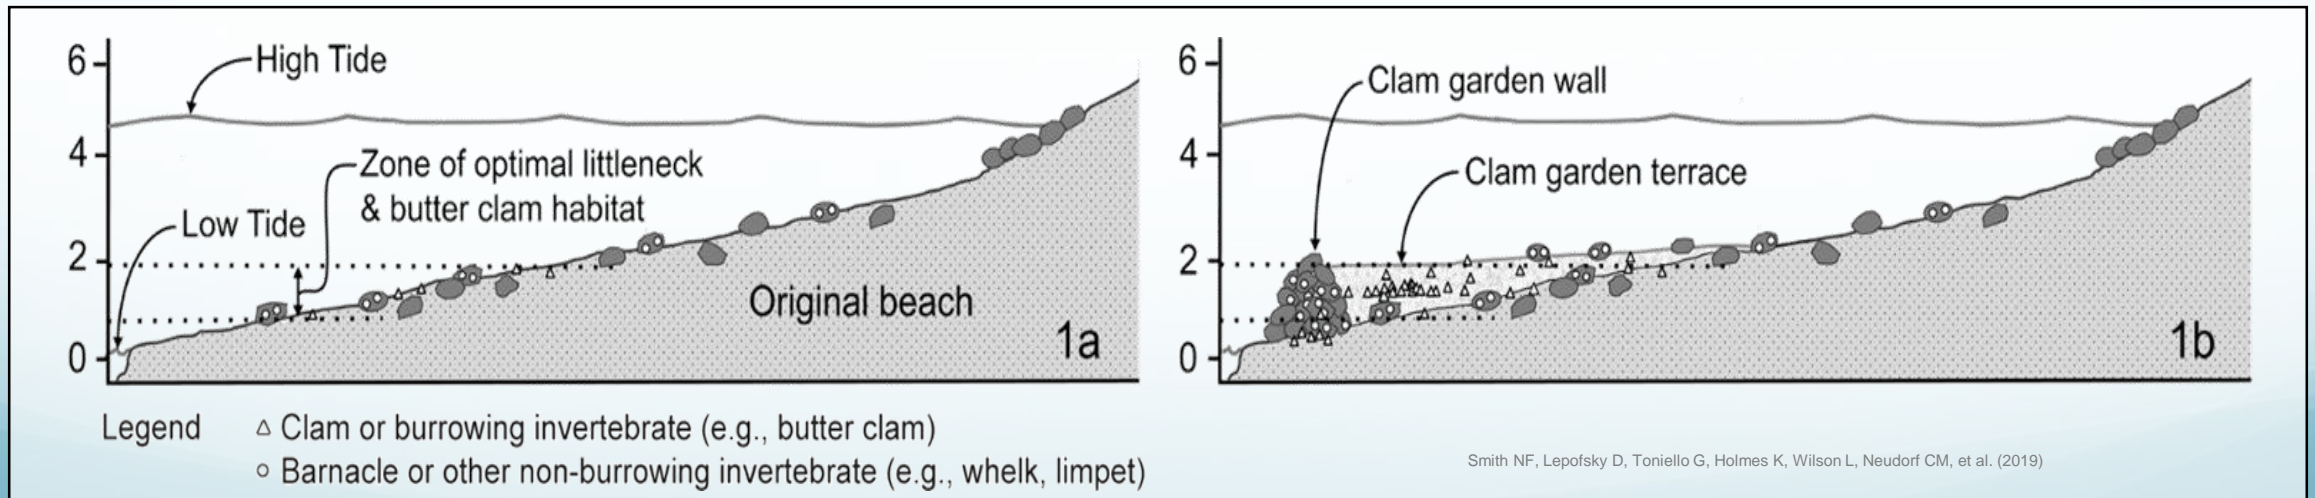 6
High Tide
4
Zone of optimal littleneck
& butter clam habitat
Low Tide
2
Original beach
0
1a
6
Clam garden wall
4
Clam garden terrace
2
0
1b
Legend
Clam or burrowing invertebrate (e.g., butter clam)
Barnacle or other non-burrowing invertebrate (e.g., whelk, limpet)
Smith NF, Lepofsky D, Toniello G, Holmes K, Wilson L, Neudorf CM, et al. (2019)